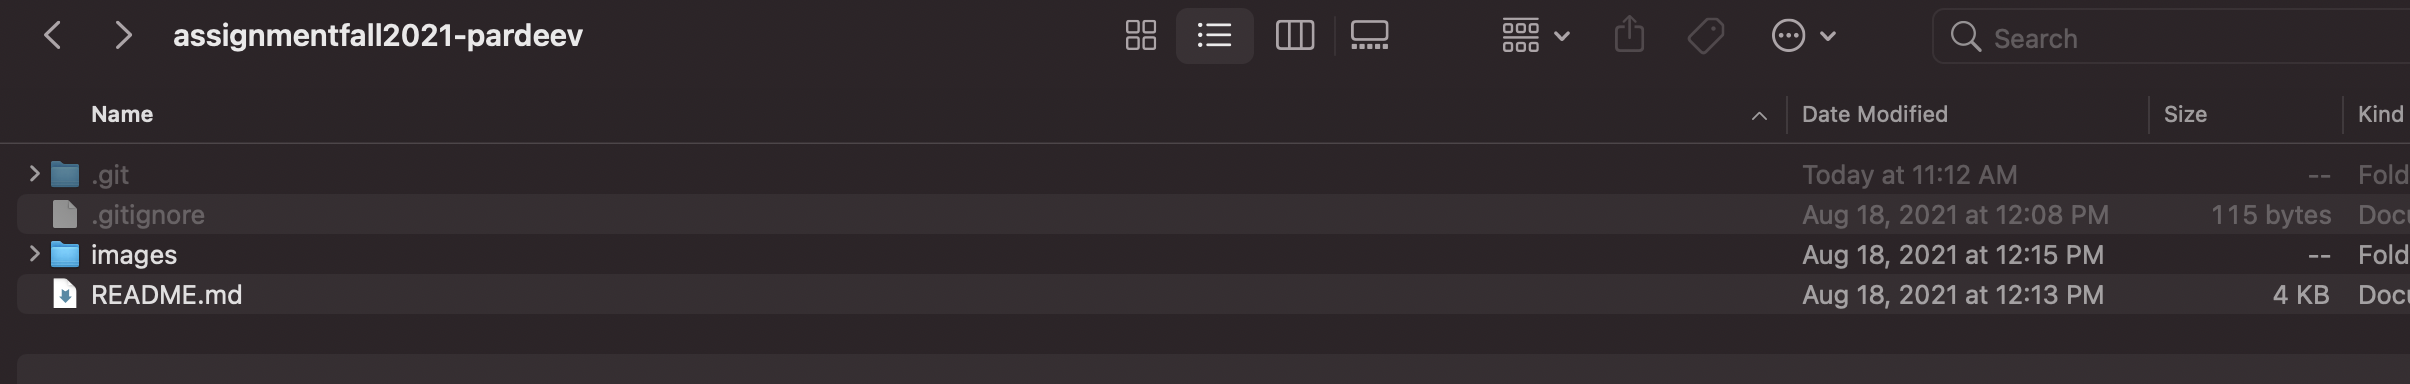 assignmentfall2021-pardeev Search
Name Date Modified Size Kind
.git Today at 11:12 AM -- Fold
.gitignore Aug 18, 2021 at 12:08 PM 115 bytes Docu
images Aug 18, 2021 at 12:15 PM -- Fold
README.md Aug 18, 2021 at 12:13 PM 4 KB Docu